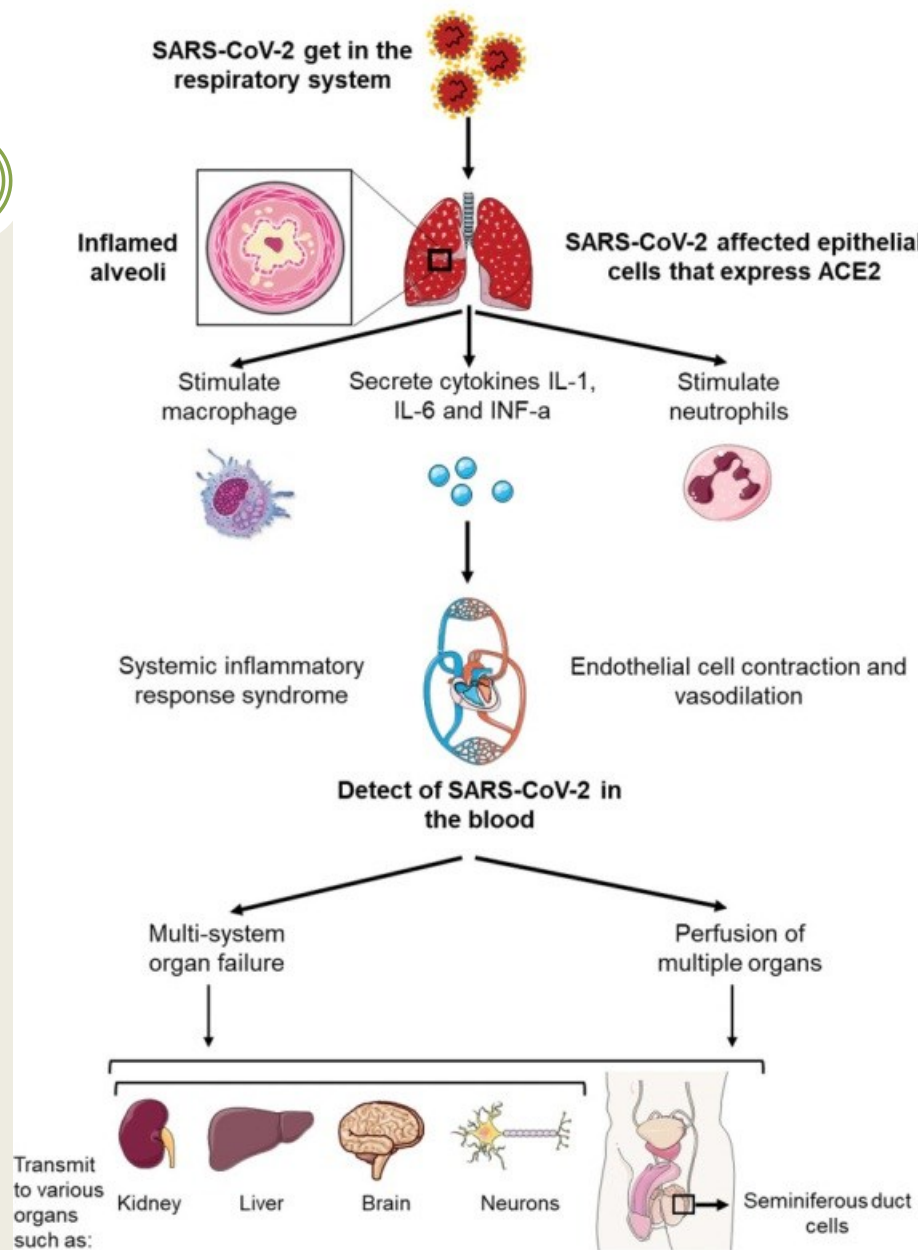 SARS-CoV-2 get in the
respiratory system
Inflamed
alveoli
SARS-CoV-2 affected epithelial
cells that express ACE2
Stimulate
macrophage
Secrete cytokines IL-1,
IL-6 and INF-a
Stimulate
neutrophils
Systemic inflammatory
response syndrome
Endothelial cell contraction and
vasodilation
Detect of SARS-CoV-2 in
the blood
Multi-system
organ failure
Perfusion of
multiple organs
Transmit
to various
organs
such as:
Kidney
Liver
Brain
Neurons
Seminiferous duct
cells